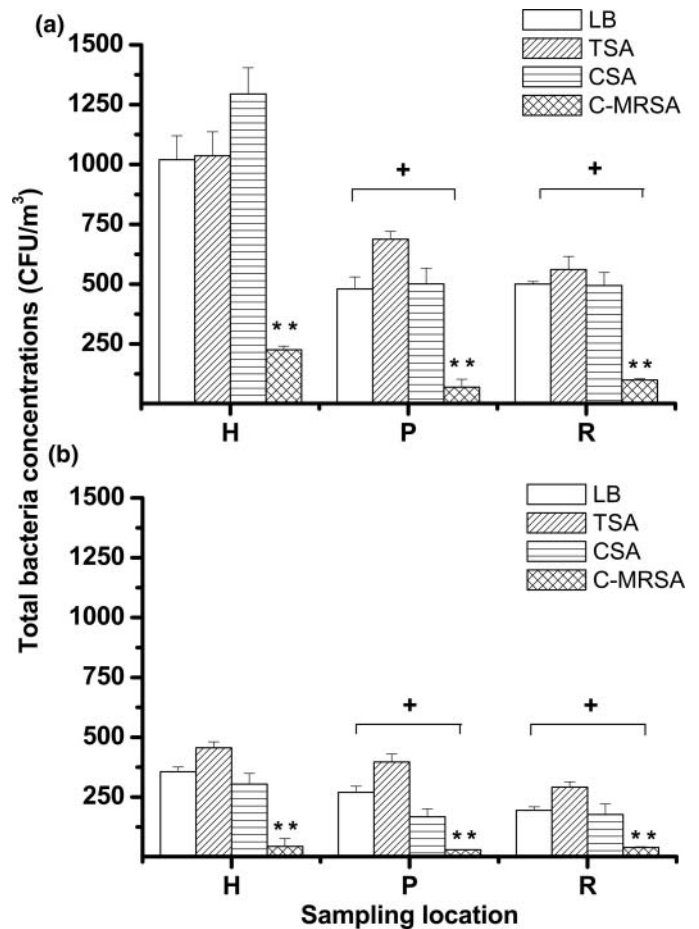 (a)
LB
TSA
CSA
C-MRSA
1500
1250
1000
750
500
250
+
+
**
**
**
H P R
(b)
LB
TSA
CSA
C-MRSA
1500
1250
1000
750
500
250
+
+
**
**
**
H P R
Sampling location
Total bacteria concentrations (CFU/m³)